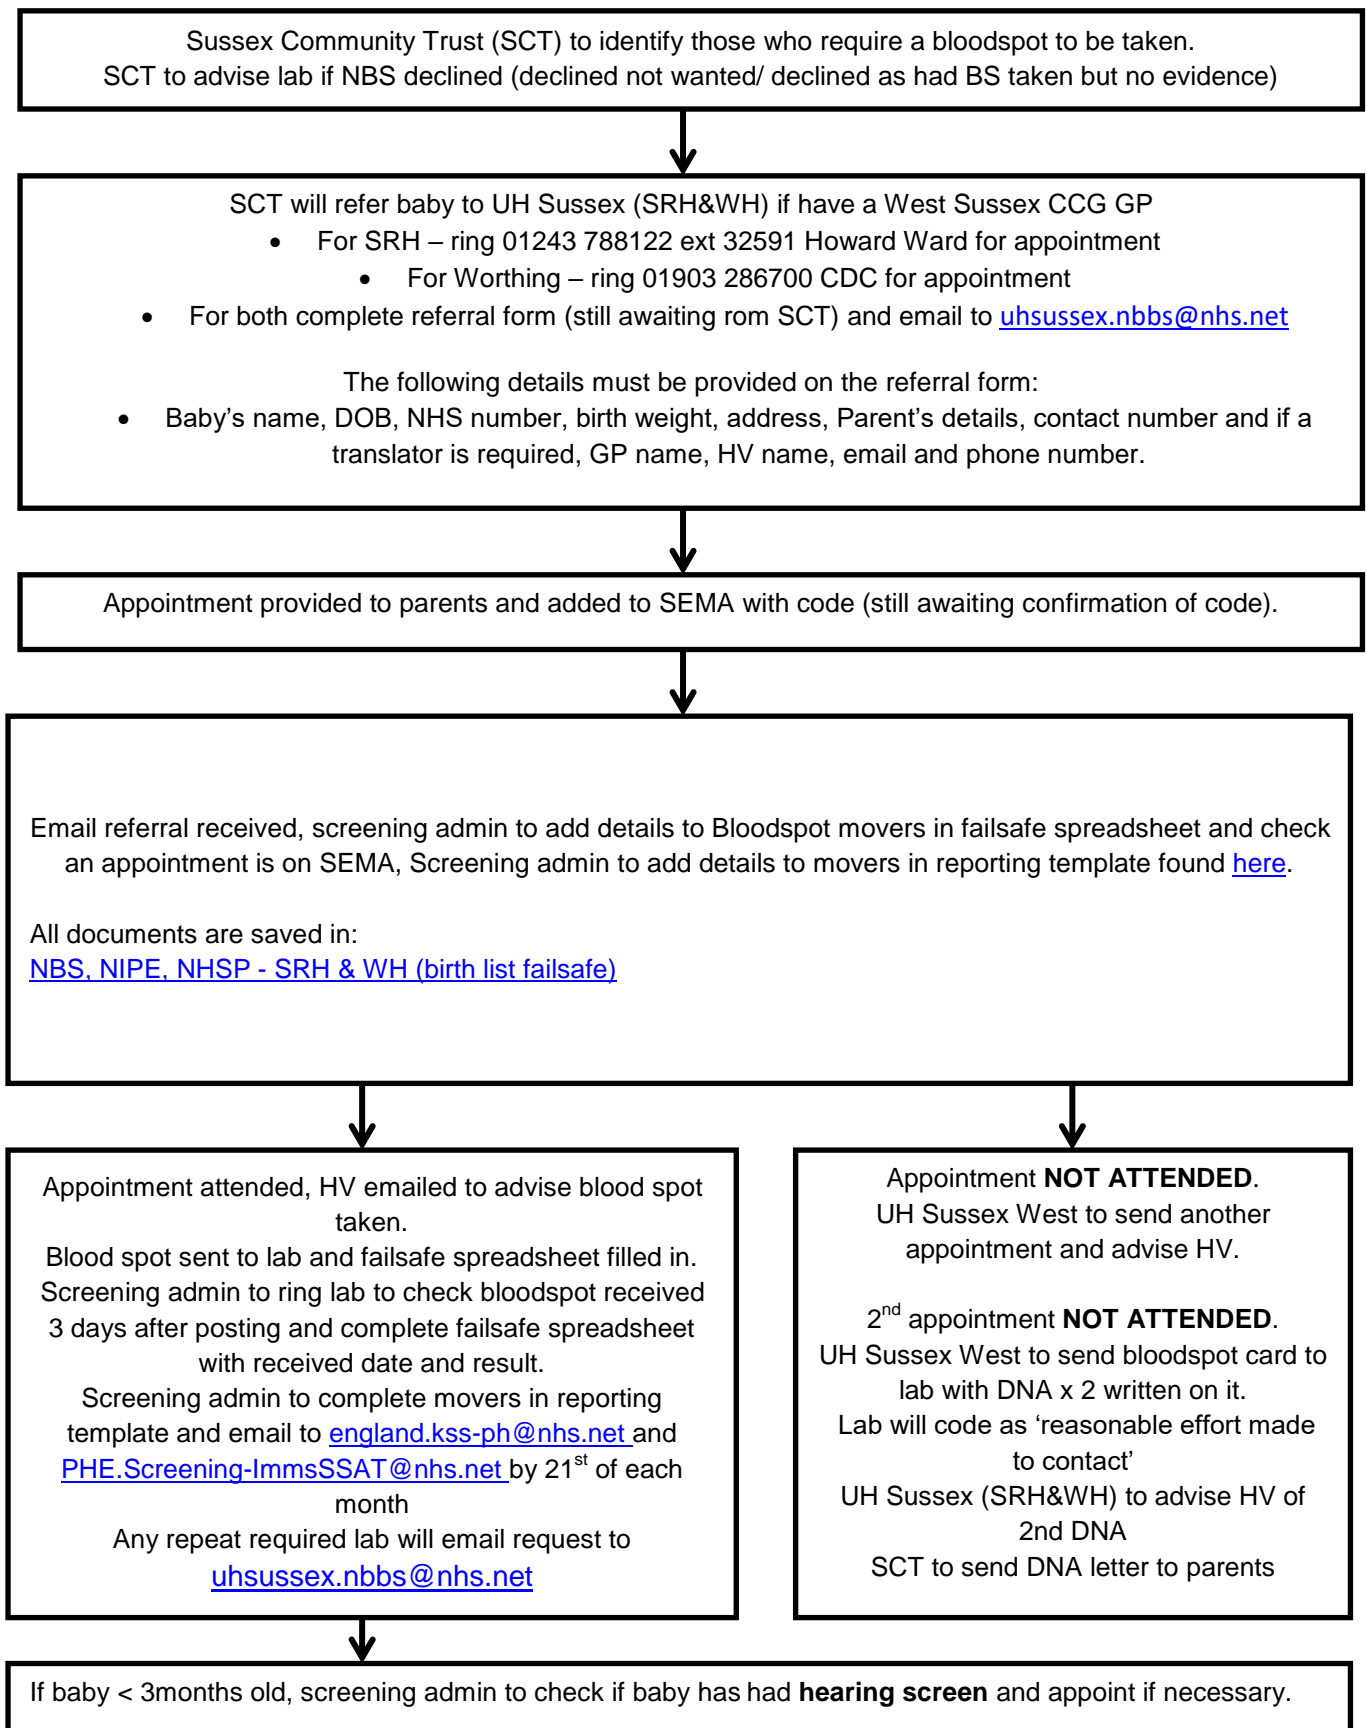 Sussex Community Trust (SCT) to identify those who require a bloodspot to be taken.
SCT to advise lab if NBS declined (declined not wanted/ declined as had BS taken but no evidence)
SCT will refer baby to UH Sussex (SRH&WH) if have a West Sussex CCG GP
• For SRH – ring 01243 788122 ext 32591 Howard Ward for appointment
• For Worthing – ring 01903 286700 CDC for appointment
• For both complete referral form (still awaiting rom SCT) and email to uhsussex.nbbs@nhs.net
The following details must be provided on the referral form:
• Baby's name, DOB, NHS number, birth weight, address, Parent's details, contact number and if a
translator is required, GP name, HV name, email and phone number.
Appointment provided to parents and added to SEMA with code (still awaiting confirmation of code).
Email referral received, screening admin to add details to Bloodspot movers in failsafe spreadsheet and check
an appointment is on SEMA, Screening admin to add details to movers in reporting template found here.
All documents are saved in:
NBS, NIPE, NHSP - SRH & WH (birth list failsafe)
Appointment attended, HV emailed to advise blood spot
taken.
Blood spot sent to lab and failsafe spreadsheet filled in.
Screening admin to ring lab to check bloodspot received
3 days after posting and complete failsafe spreadsheet
with received date and result.
Screening admin to complete movers in reporting
template and email to england.kss-ph@nhs.net and
PHE.Screening-ImmsSSAT@nhs.net by 21st of each
month
Any repeat required lab will email request to
uhsussex.nbbs@nhs.net
Appointment NOT ATTENDED.
UH Sussex West to send another
appointment and advise HV.
2nd appointment NOT ATTENDED.
UH Sussex West to send bloodspot card to
lab with DNA x 2 written on it.
Lab will code as 'reasonable effort made
to contact'
UH Sussex (SRH&WH) to advise HV of
2nd DNA
SCT to send DNA letter to parents
If baby < 3months old, screening admin to check if baby has had hearing screen and appoint if necessary.